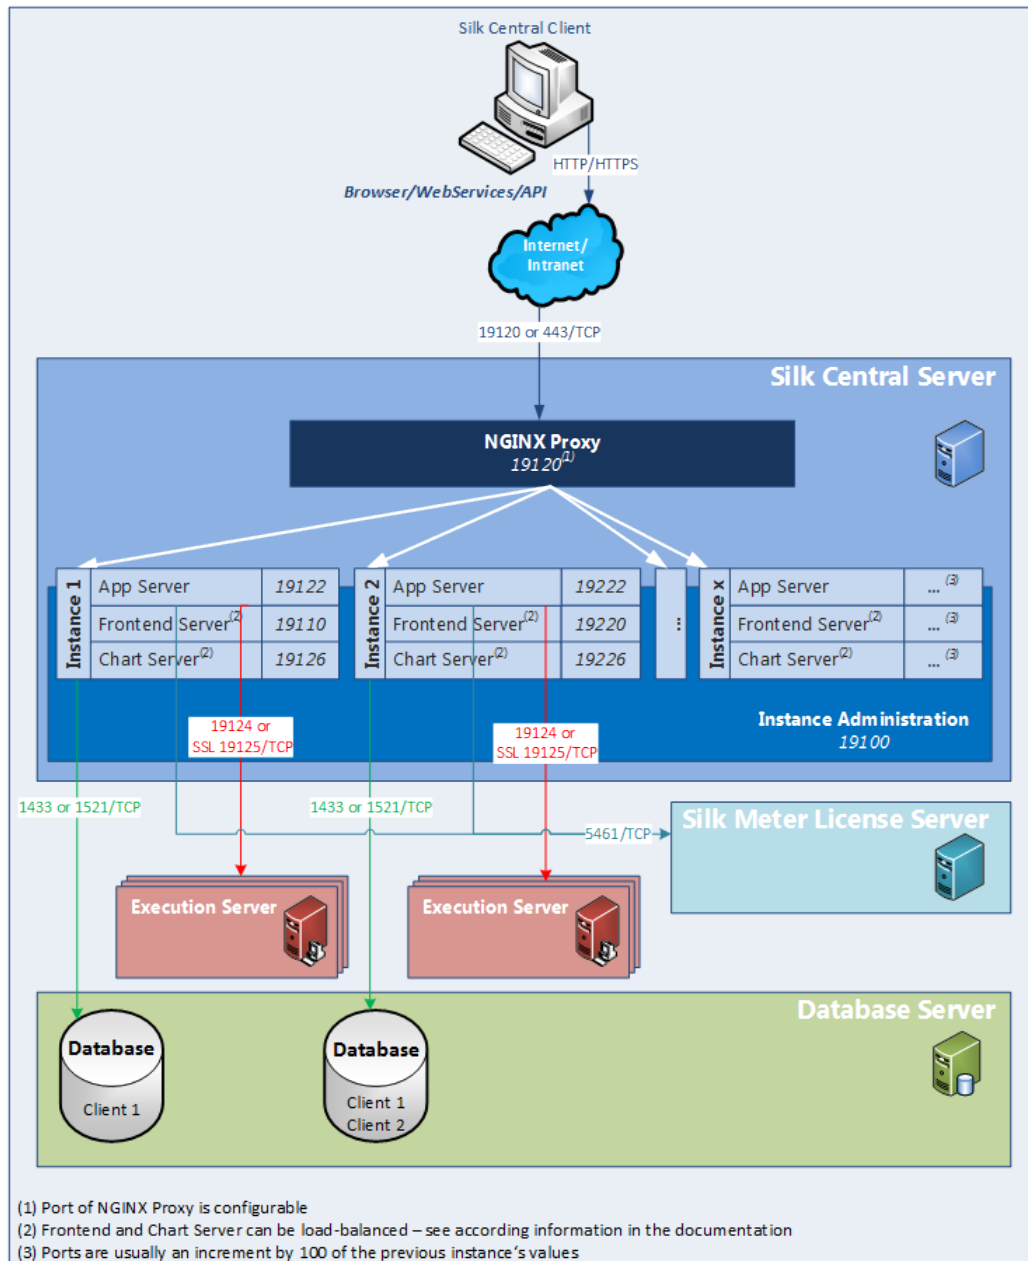 Silk Central Client
HTTP/HTTPS
Browser/WebServices/API
Internet/
Intranet
19120 or 443/TCP
Silk Central Server
NGINX Proxy
19120(1)
Instance 1
App Server 19122
Frontend Server(2) 19110
Chart Server(2) 19126
Instance 2
App Server 19222
Frontend Server(2) 19220
Chart Server(2) 19226
...
Instance x
App Server ... (3)
Frontend Server(2) ... (3)
Chart Server(2) ... (3)
19124 or
SSL 19125/TCP
19124 or
SSL 19125/TCP
Instance Administration
19100
1433 or 1521/TCP
1433 or 1521/TCP
5461/TCP
Silk Meter License Server
Execution Server
Execution Server
Database Server
Database
Client 1
Database
Client 1
Client 2
(1) Port of NGINX Proxy is configurable
(2) Frontend and Chart Server can be load-balanced – see according information in the documentation
(3) Ports are usually an increment by 100 of the previous instance‘s values